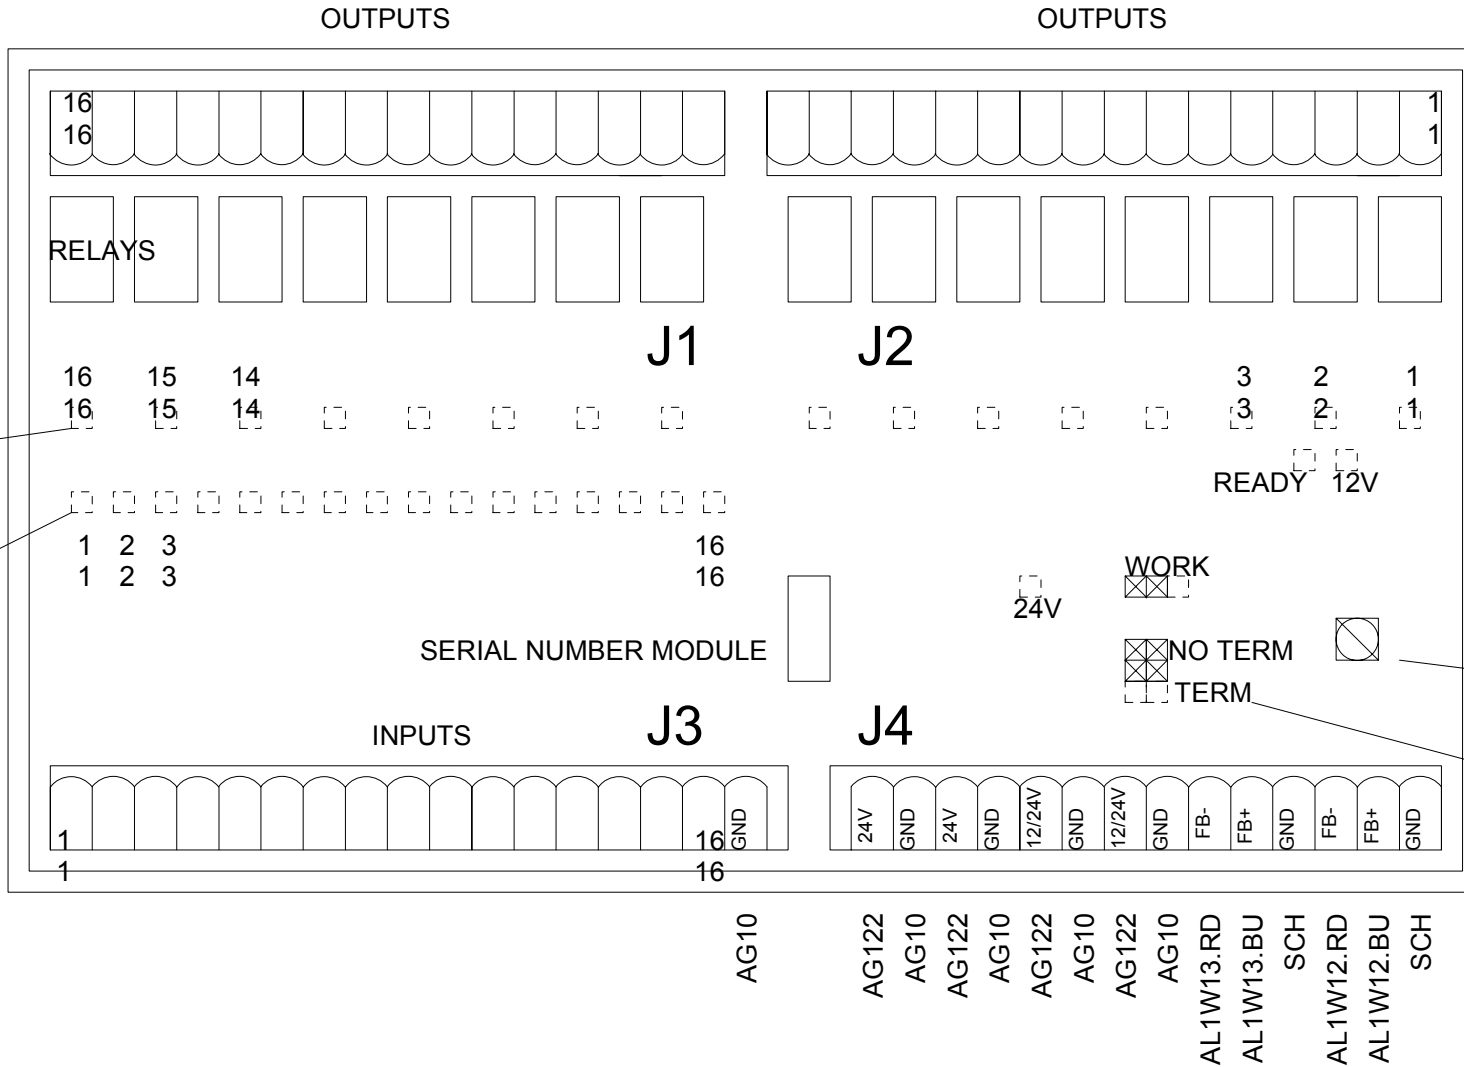 OUTPUTS OUTPUTS
16 1
16 1
RELAYS
J1 J2
16 15 14 3 2 1
16 15 14 3 2 1
READY 12V
1 2 3 16
1 2 3 16
WORK
24V
SERIAL NUMBER MODULE NO TERM
TERM
INPUTS J3 J4
1 16 GND 24V GND 24V GND 12/24V GND 12/24V GND FB- FB+ GND FB- FB+ GND
1 16
AG10 AG122 AG10 AG122 AG10 AG122 AG10 AG122 AG10 AL1W13.RD AL1W13.BU SCH AL1W12.RD AL1W12.BU SCH